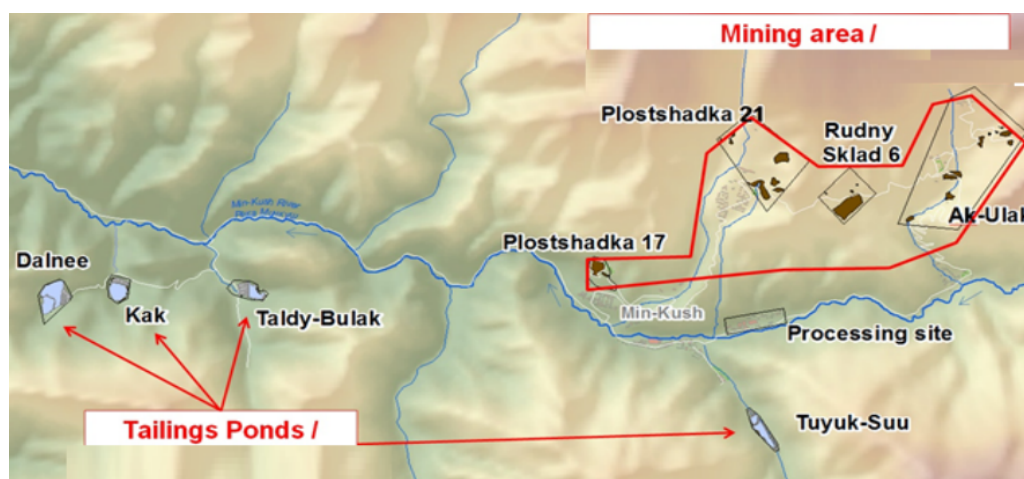 Mining area /
Plostshadka 21
Rudny
Sklad 6
Ak-Ulak
Min-Kush River
Plostshadka 17
Dalnee
Kak
Taldy-Bulak
Min-Kush
Processing site
Tailings Ponds /
Tuyuk-Suu